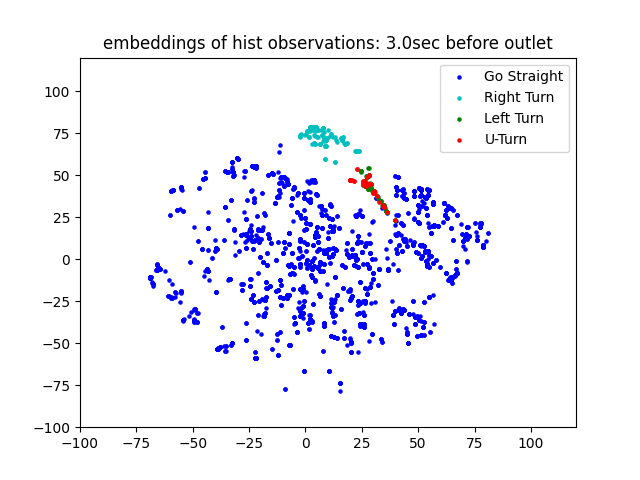 embeddings of hist observations: 3.0sec before outlet
Go Straight
Right Turn
Left Turn
U-Turn
100
75
50
25
0
−25
−50
−75
−100
−100 −75 −50 −25 0 25 50 75 100